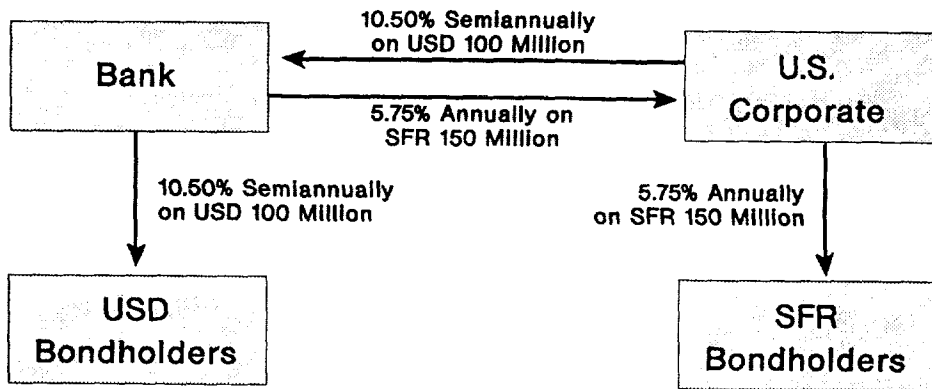 10.50% Semiannually
on USD 100 Million
Bank
U.S.
Corporate
5.75% Annually on
SFR 150 Million
10.50% Semiannually
on USD 100 Million
5.75% Annually
on SFR 150 Million
USD
Bondholders
SFR
Bondholders